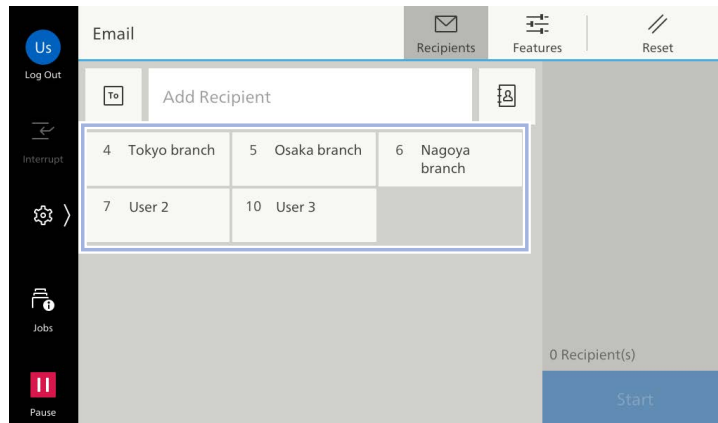 Us
Log Out
Interrupt
Jobs
Pause
Email
Recipients
Features
Reset
To
Add Recipient
4 Tokyo branch
5 Osaka branch
6 Nagoya
branch
7 User 2
10 User 3
0 Recipient(s)
Start